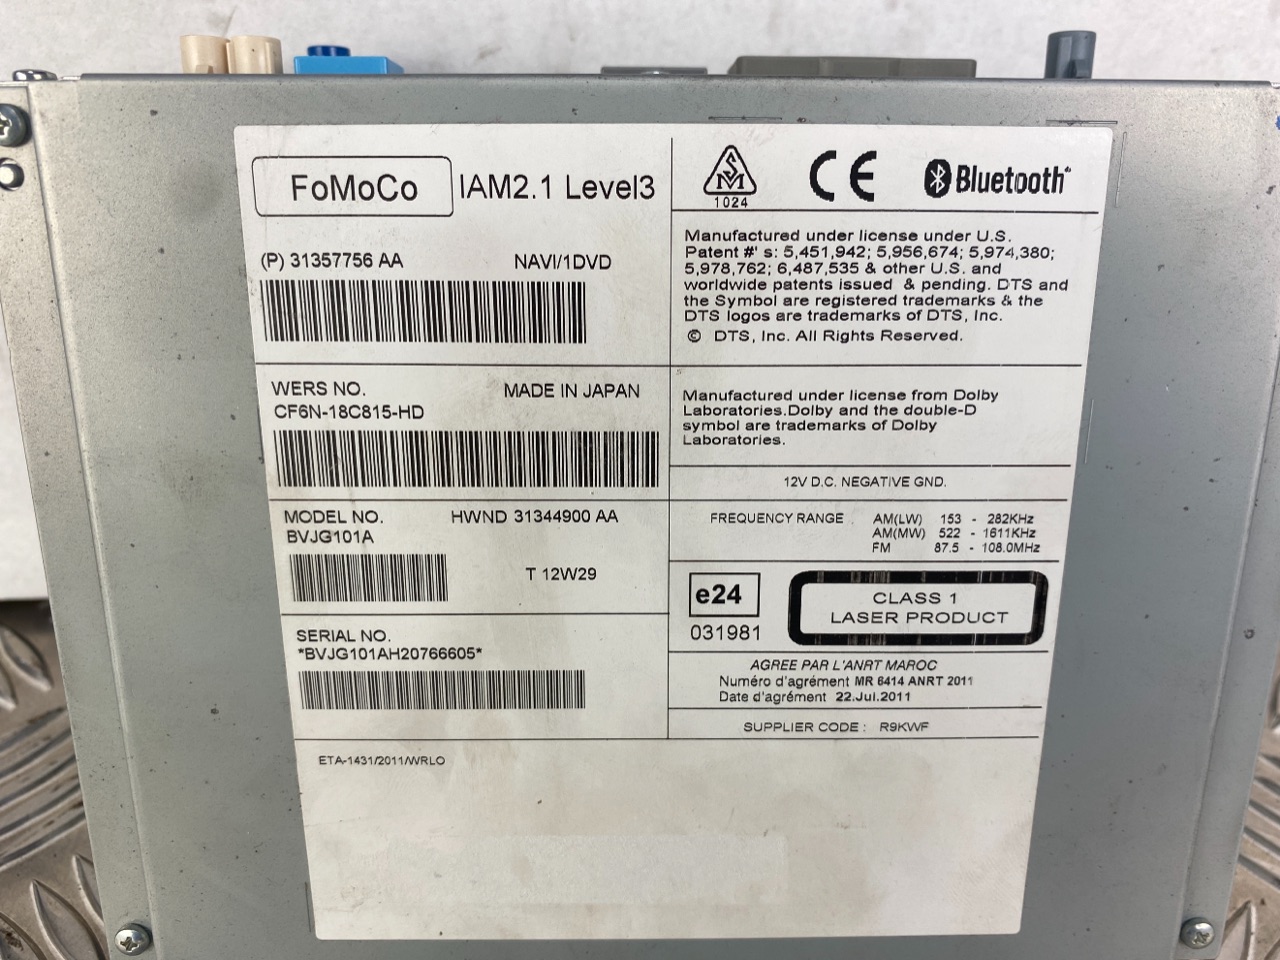 FoMoCo
IAM2.1 Level3
(P) 31357756 AA
NAVI/1DVD
WERS NO.
MADE IN JAPAN
CF6N-18C815-HD
MODEL NO.
HWND 31344900 AA
BVJG101A
T 12W29
SERIAL NO.
*BVJG101AH20766605*
ETA-1431/2011/WRLO
S
M
1024
CE
Bluetooth
Manufactured under license under U.S.
Patent #' s: 5,451,942; 5,956,674; 5,974,380;
5,978,762; 6,487,535 & other U.S. and
worldwide patents issued & pending. DTS and
the Symbol are registered trademarks & the
DTS logos are trademarks of DTS, Inc.
© DTS, Inc. All Rights Reserved.
Manufactured under license from Dolby
Laboratories.Dolby and the double-D
symbol are trademarks of Dolby
Laboratories.
12V D.C. NEGATIVE GND.
FREQUENCY RANGE AM(LW) 153 - 282KHz
AM(MW) 522 - 1611KHz
FM 87.5 - 108.0MHz
e24
031981
CLASS 1
LASER PRODUCT
AGREE PAR L'ANRT MAROC
Numéro d'agrément MR 6414 ANRT 2011
Date d'agrément 22.Jul.2011
SUPPLIER CODE : R9KWF